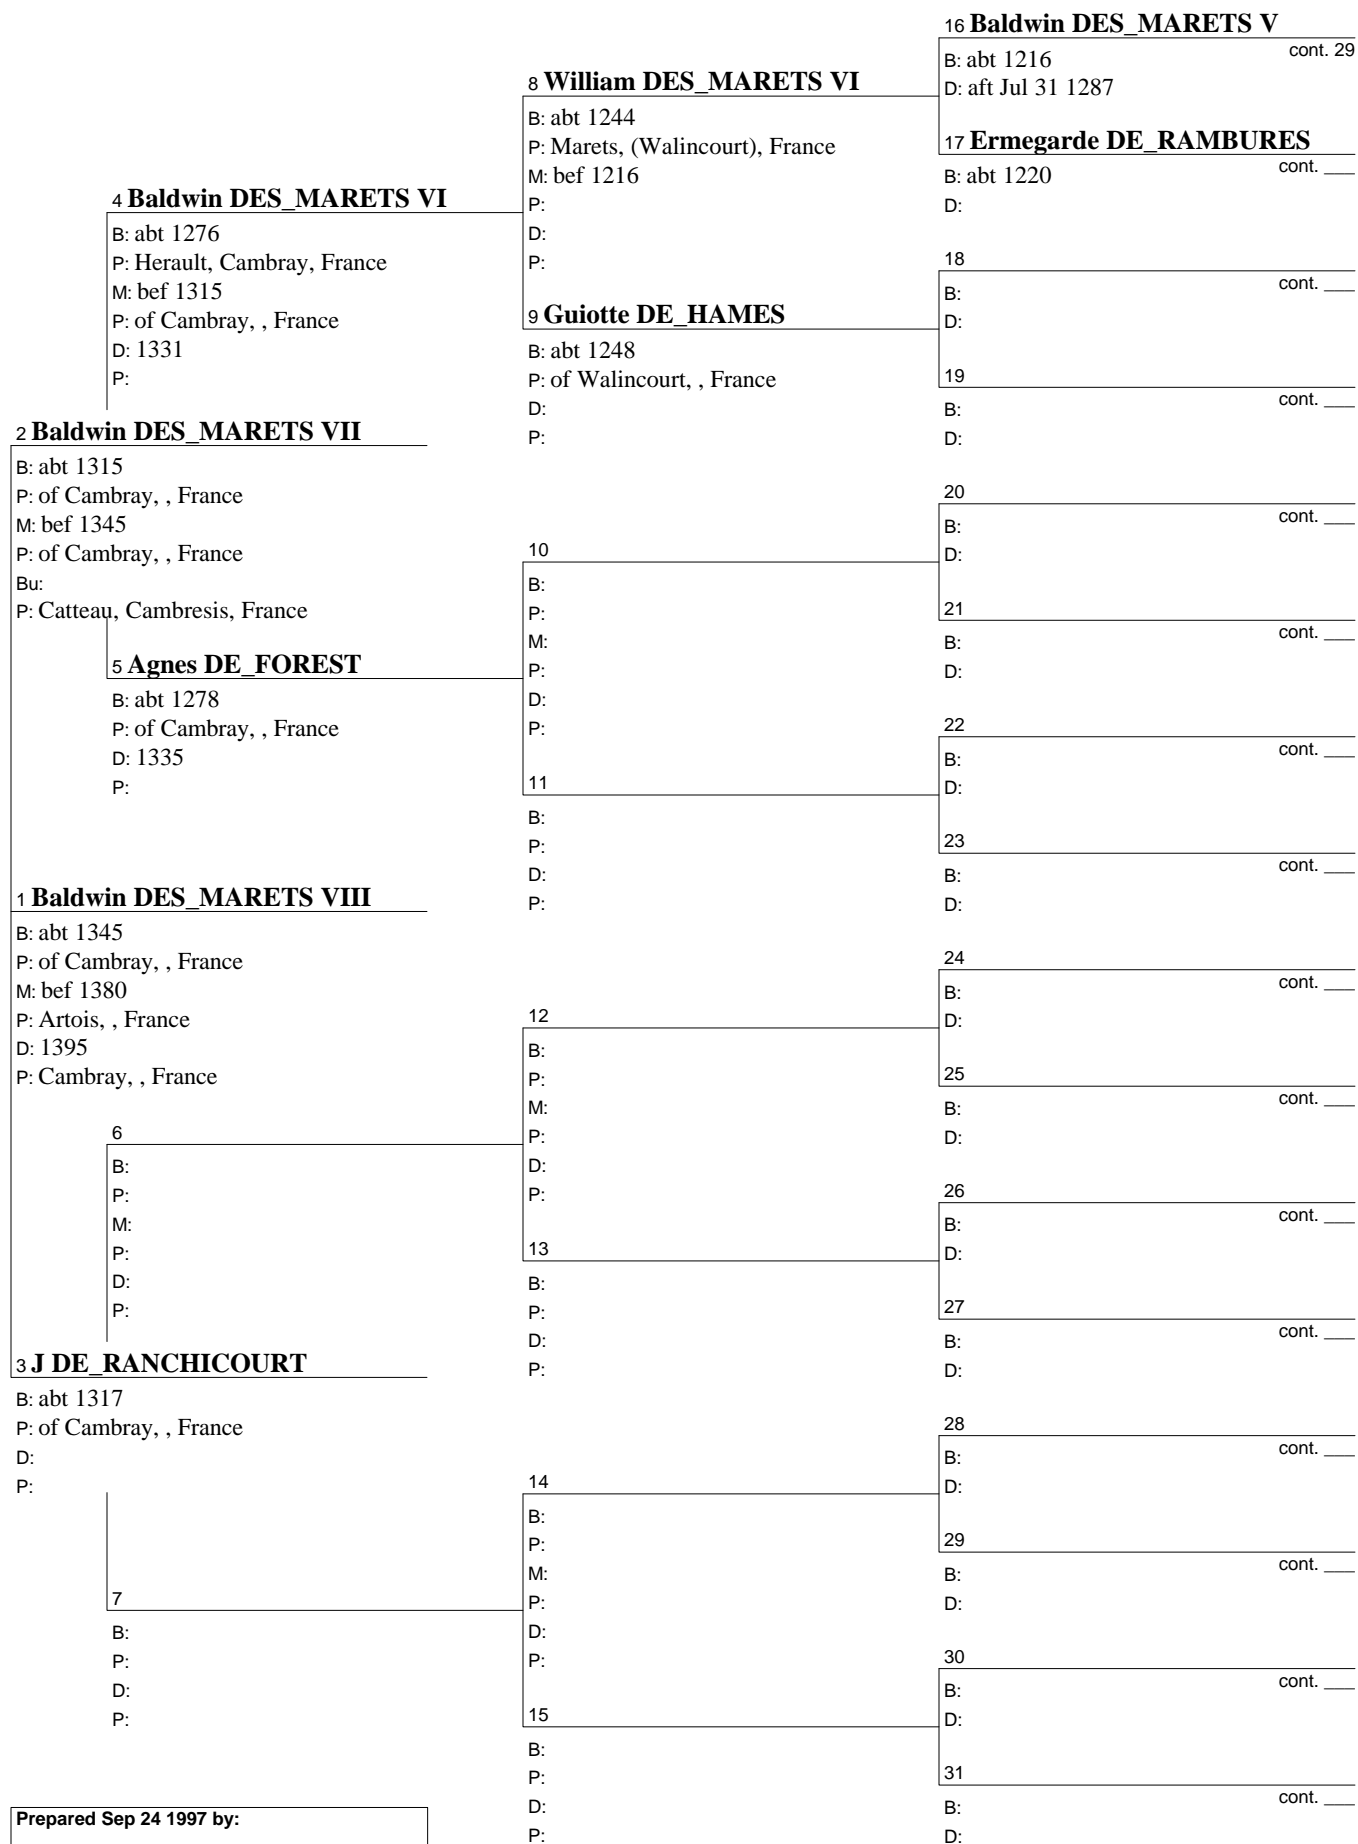 16 Baldwin DES_MARETS V
cont. 29
B: abt 1216
D: aft Jul 31 1287
8 William DES_MARETS VI
B: abt 1244
P: Marets, (Walincourt), France
M: bef 1216
P:
D:
P:
17 Ermegarde DE_RAMBURES
cont. ___
B: abt 1220
D:
4 Baldwin DES_MARETS VI
B: abt 1276
P: Herault, Cambray, France
M: bef 1315
P: of Cambray, , France
D: 1331
P:
18
cont. ___
B:
D:
9 Guiotte DE_HAMES
B: abt 1248
P: of Walincourt, , France
D:
P:
19
cont. ___
B:
D:
2 Baldwin DES_MARETS VII
B: abt 1315
P: of Cambray, , France
M: bef 1345
P: of Cambray, , France
Bu:
P: Catteau, Cambresis, France
20
cont. ___
B:
D:
10
B:
P:
M:
P:
D:
P:
21
cont. ___
B:
D:
5 Agnes DE_FOREST
B: abt 1278
P: of Cambray, , France
D: 1335
P:
22
cont. ___
B:
D:
11
B:
P:
D:
P:
23
cont. ___
B:
D:
1 Baldwin DES_MARETS VIII
B: abt 1345
P: of Cambray, , France
M: bef 1380
P: Artois, , France
D: 1395
P: Cambray, , France
24
cont. ___
B:
D:
12
B:
P:
M:
P:
D:
P:
25
cont. ___
B:
D:
6
B:
P:
M:
P:
D:
P:
26
cont. ___
B:
D:
13
B:
P:
D:
P:
27
cont. ___
B:
D:
3 J DE_RANCHICOURT
B: abt 1317
P: of Cambray, , France
D:
P:
28
cont. ___
B:
D:
14
B:
P:
M:
P:
D:
P:
29
cont. ___
B:
D:
7
B:
P:
D:
P:
30
cont. ___
B:
D:
15
B:
P:
D:
P:
31
cont. ___
B:
D:
Prepared Sep 24 1997 by: